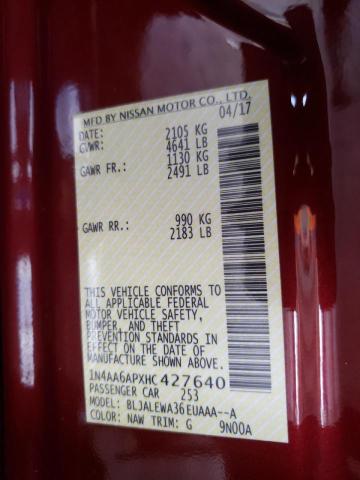 MFD BY NISSAN MOTOR CO., LTD.
DATE: 04/17
GVWR: 2105 KG
4641 LB
GAWR FR.: 1130 KG
2491 LB
GAWR RR.: 990 KG
2183 LB
THIS VEHICLE CONFORMS TO
ALL APPLICABLE FEDERAL
MOTOR VEHICLE SAFETY,
BUMPER, AND THEFT
PREVENTION STANDARDS IN
EFFECT ON THE DATE OF
MANUFACTURE SHOWN ABOVE.
1N4AA6APXHC427640
PASSENGER CAR 253
MODEL: BLJALEWA36EUAAA--A
COLOR: NAW TRIM: G 9N00A